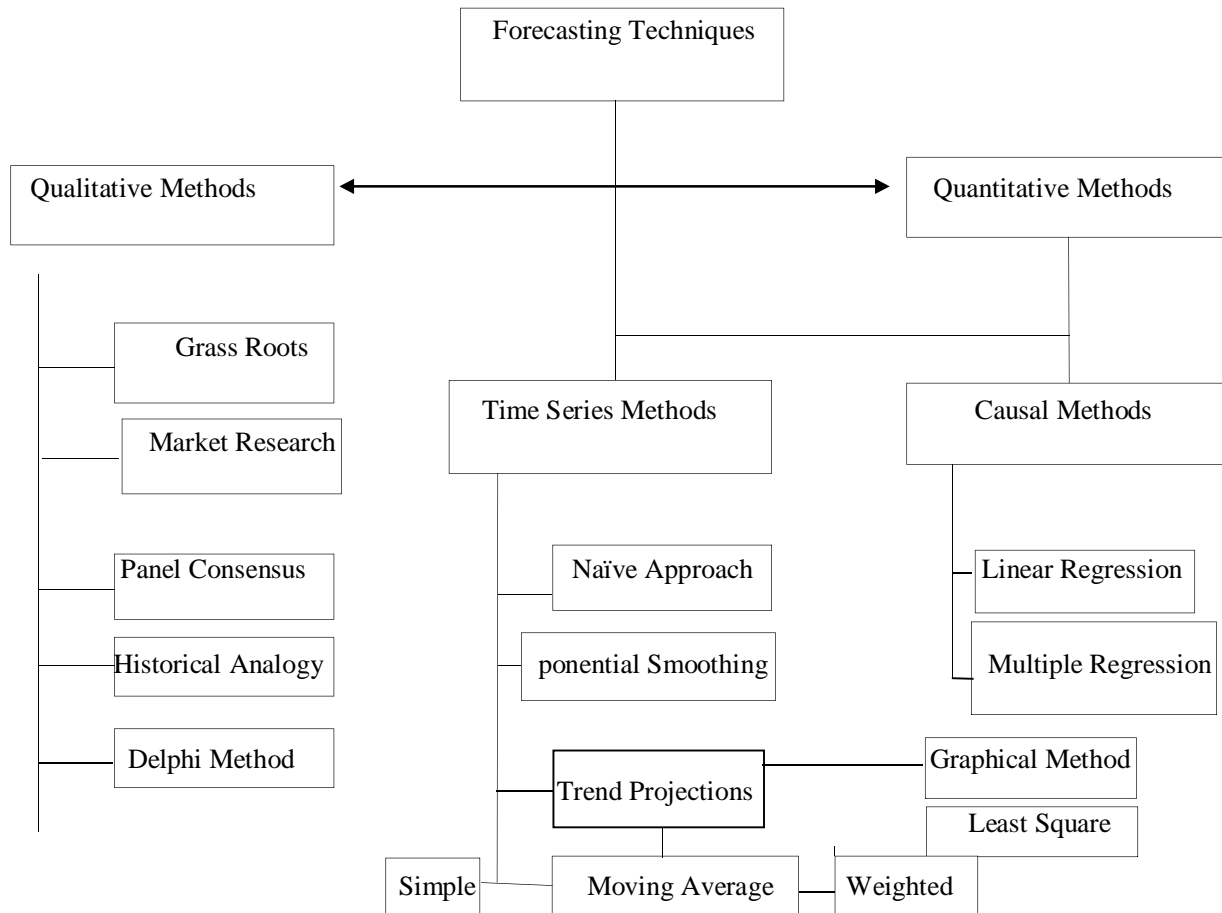 Forecasting Techniques
Qualitative Methods
Quantitative Methods
Grass Roots
Market Research
Panel Consensus
Historical Analogy
Delphi Method
Time Series Methods
Naïve Approach
ponential Smoothing
Trend Projections
Graphical Method
Least Square
Simple
Moving Average
Weighted
Causal Methods
Linear Regression
Multiple Regression